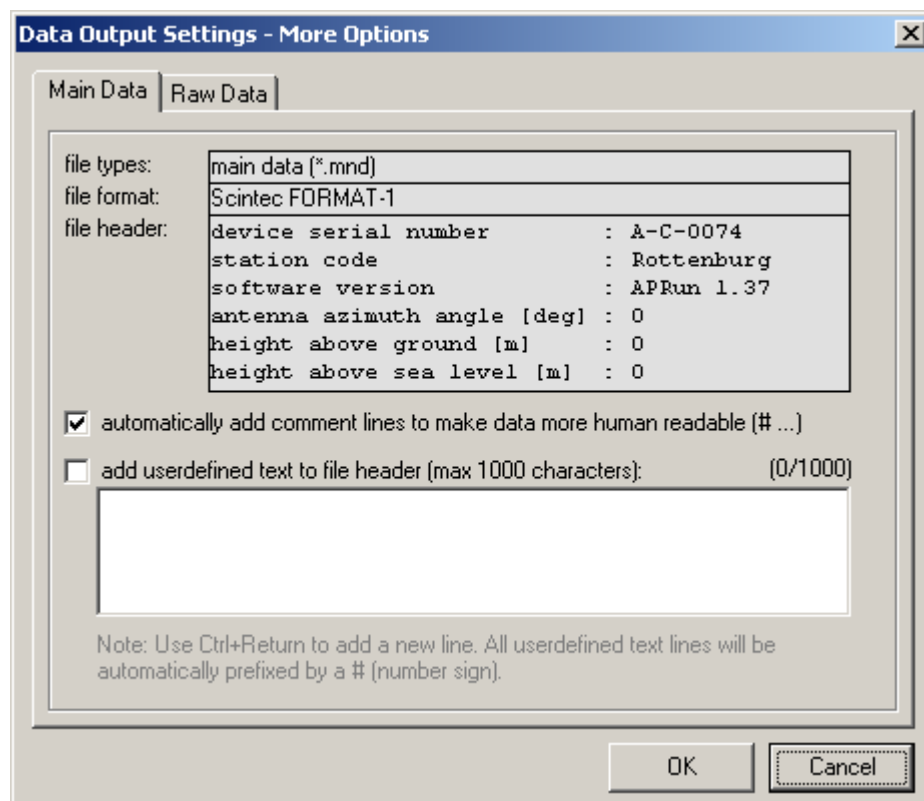 Data Output Settings - More Options
Main Data
Raw Data
file types: main data (*.mnd)
file format: Scintec FORMAT-1
file header: device serial number : A-C-0074
station code : Rottenburg
software version : APRun 1.37
antenna azimuth angle [deg] : 0
height above ground [m] : 0
height above sea level [m] : 0
automatically add comment lines to make data more human readable (# ...)
add userdefined text to file header (max 1000 characters): (0/1000)
Note: Use Ctrl+Return to add a new line. All userdefined text lines will be
automatically prefixed by a # (number sign).
OK
Cancel